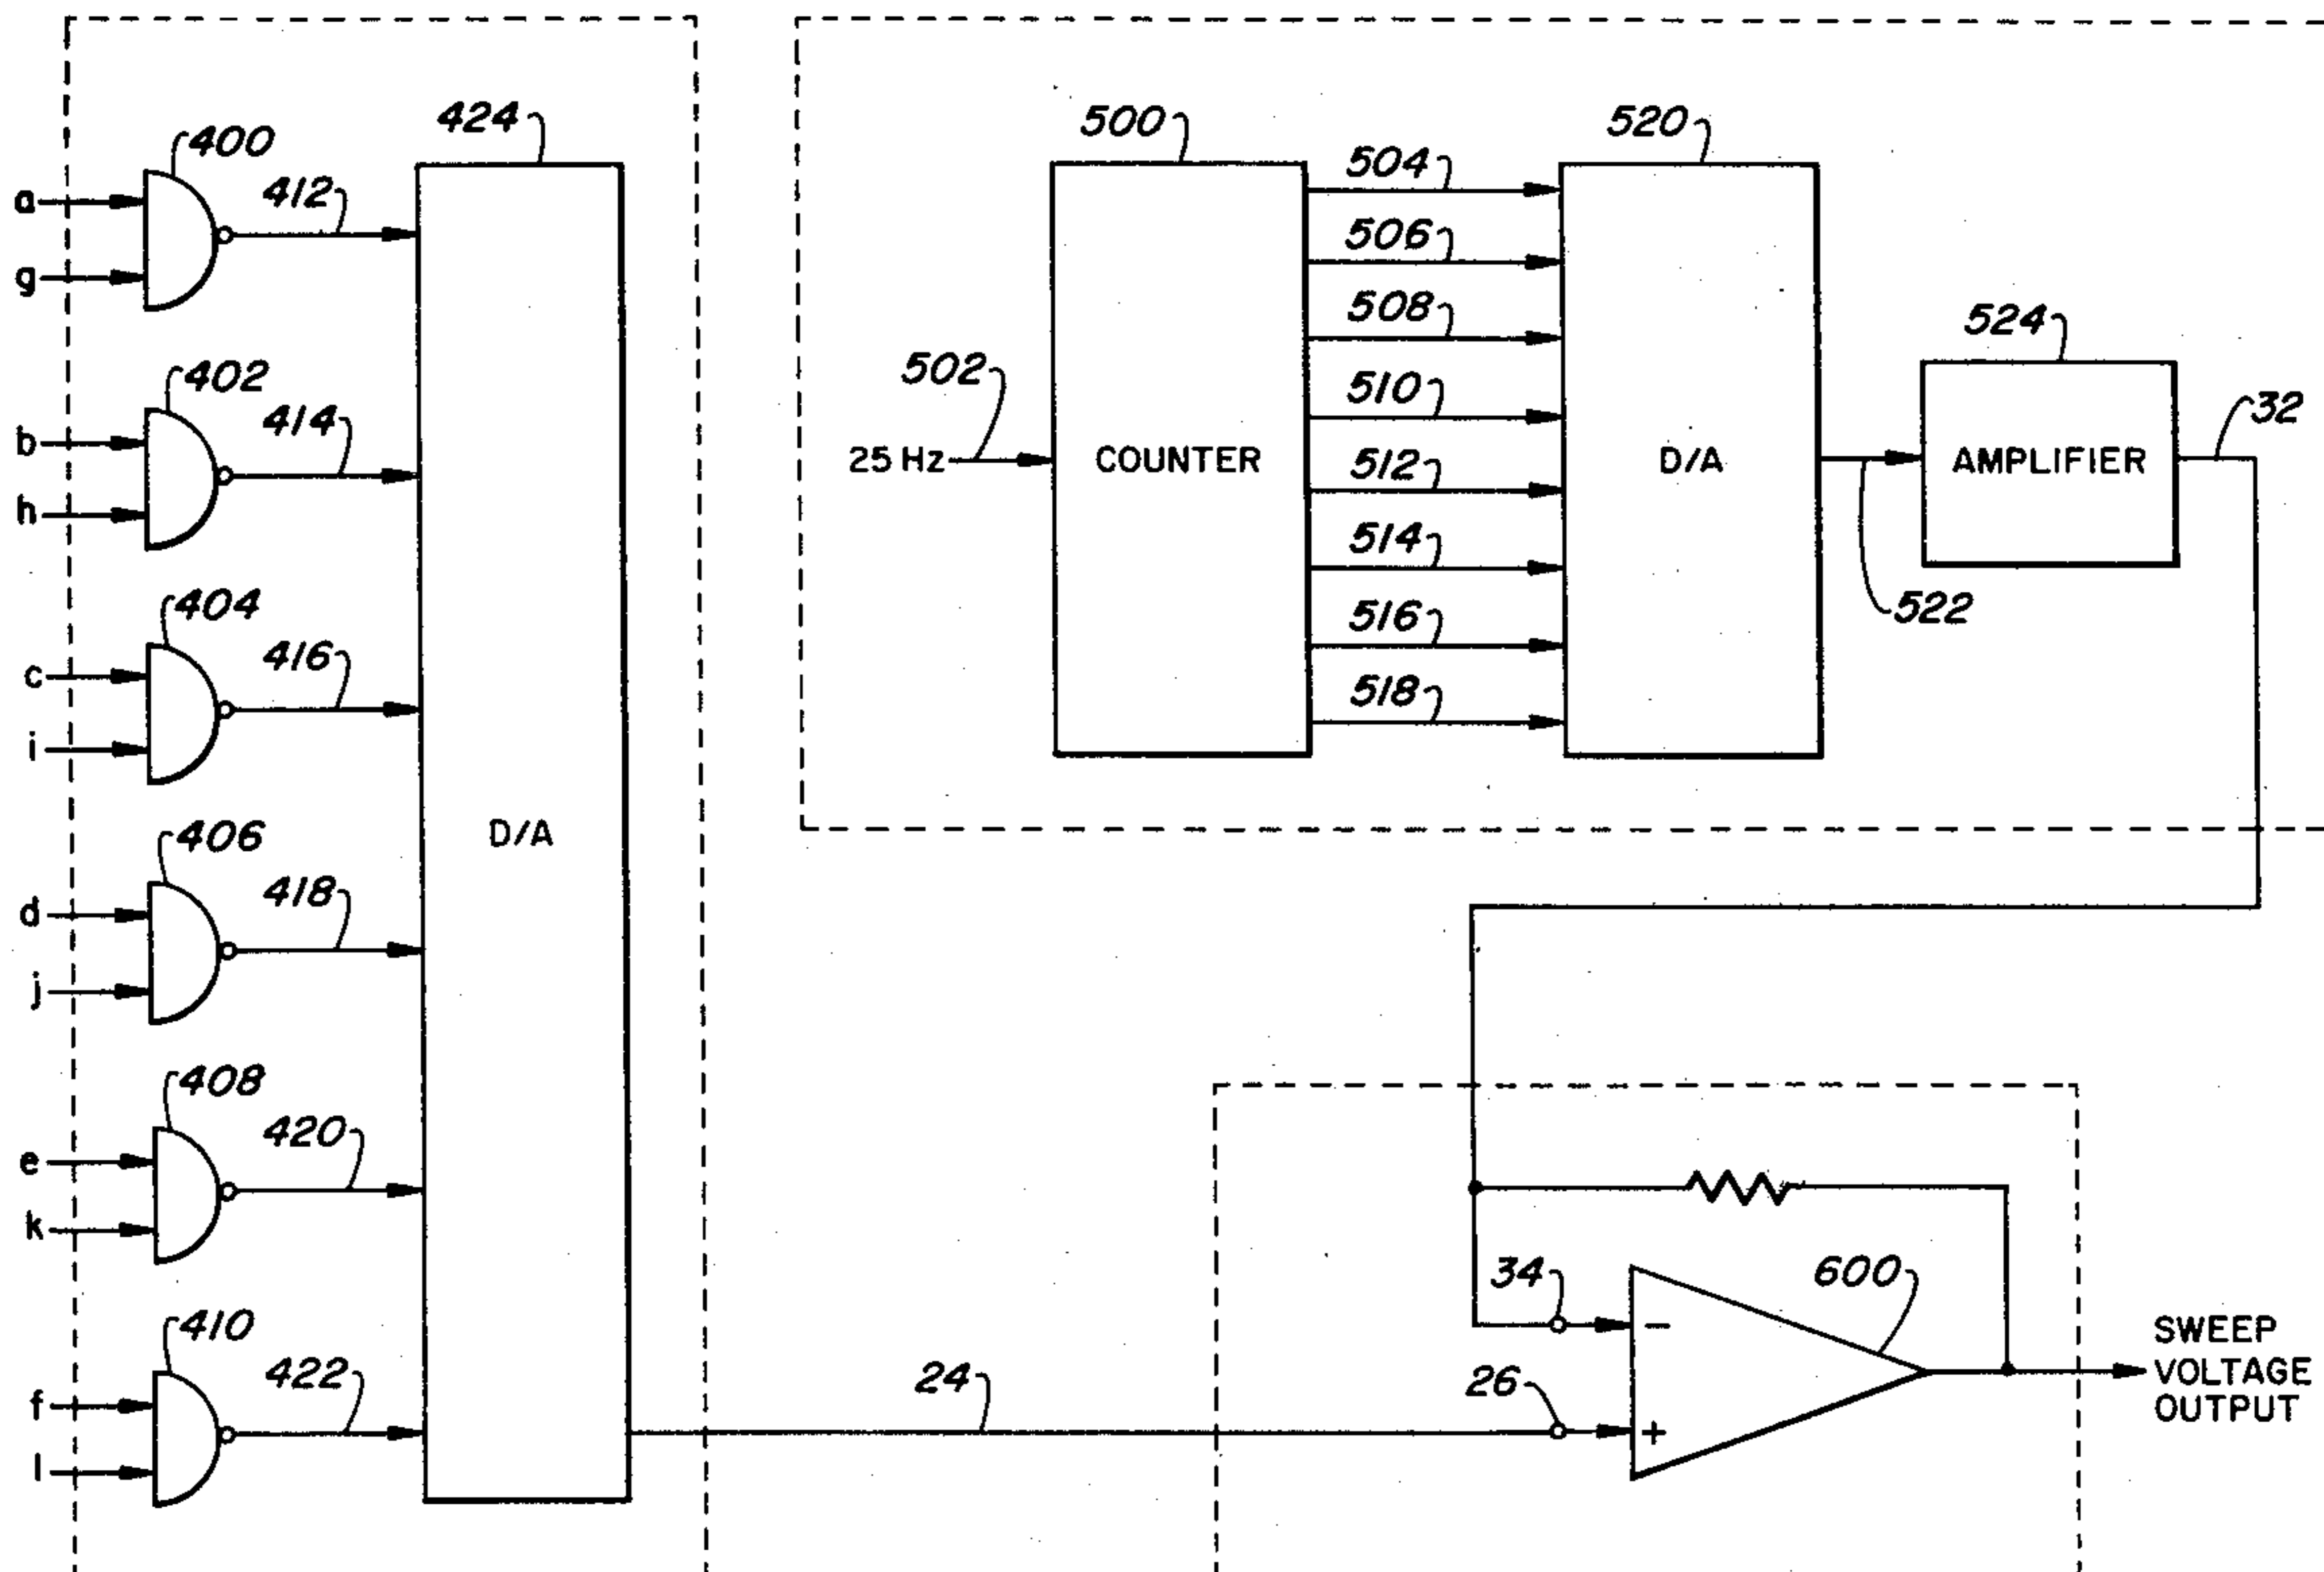 400
a
g
412
402
b
h
414
404
c
i
416
406
d
j
418
408
e
k
420
410
f
l
422
424
D/A
500
502
25 Hz
COUNTER
504
506
508
510
512
514
516
518
520
D/A
522
524
AMPLIFIER
32
24
34
26
600
−
+
SWEEP
VOLTAGE
OUTPUT